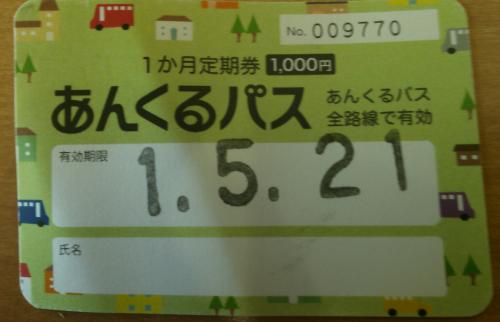 No. 009770
1か月定期券 1,000円
あんくるパス
あんくるバス
全路線で有効
有効期限
1.5.21
氏名